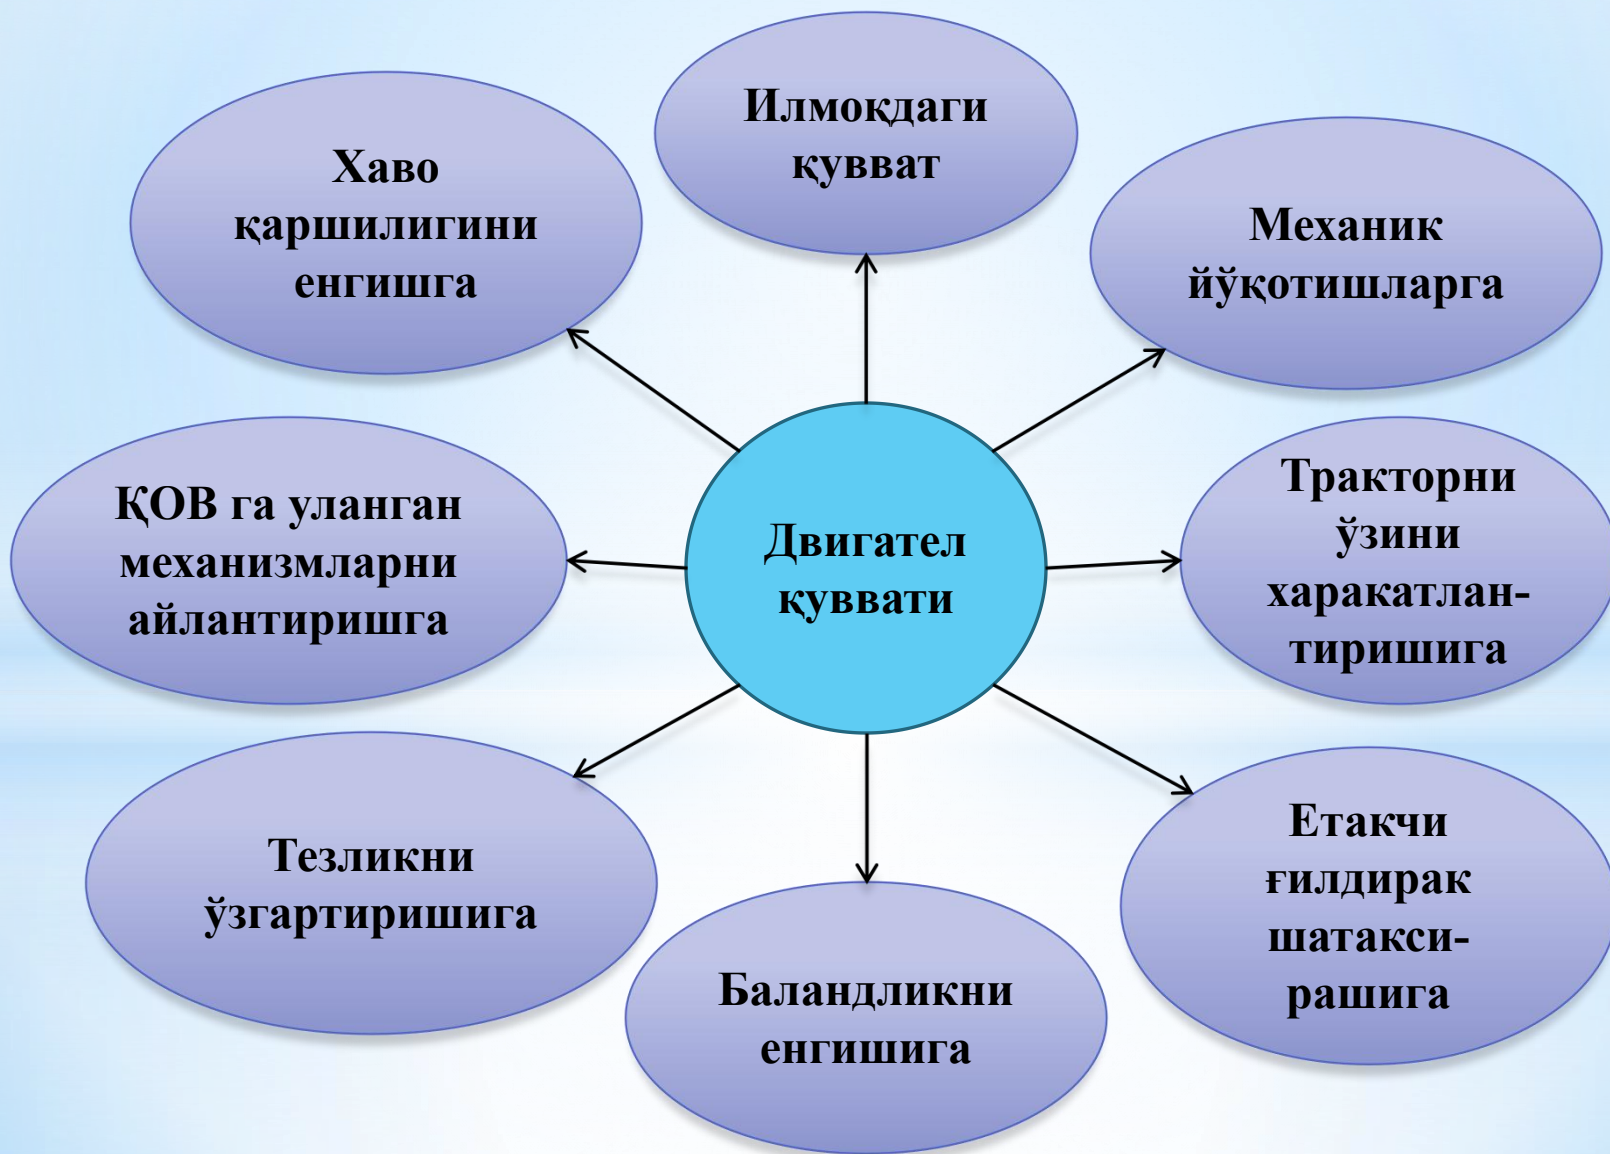 Илмоқдаги
қувват
Хаво
қаршилигини
енгишга
Механик
йўқотишларга
ҚОВ га уланган
механизмларни
айлантиришга
Двигател
қуввати
Тракторни
ўзини
харакатлан-
тиришига
Тезликни
ўзгартиришига
Баландликни
енгишига
Етакчи
ғилдирак
шатакси-
рашига